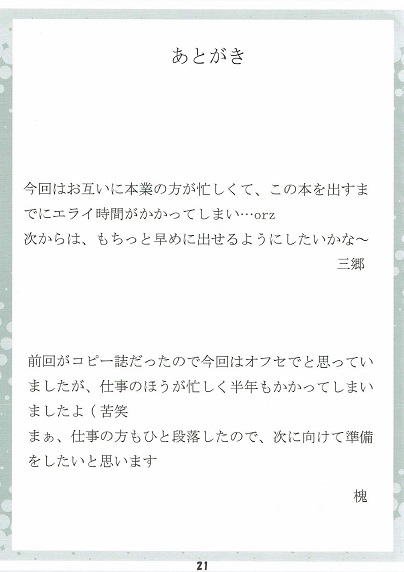 あとがき
今回はお互いに本業の方が忙しくて、この本を出すま
でにエライ時間がかかってしまい…orz
次からは、もちっと早めに出せるようにしたいかな～
三郷
前回がコピー誌だったので今回はオフセでと思ってい
ましたが、仕事のほうが忙しく半年もかかってしまい
ましたよ（苦笑
まぁ、仕事の方もひと段落したので、次に向けて準備
をしたいと思います
槐
21